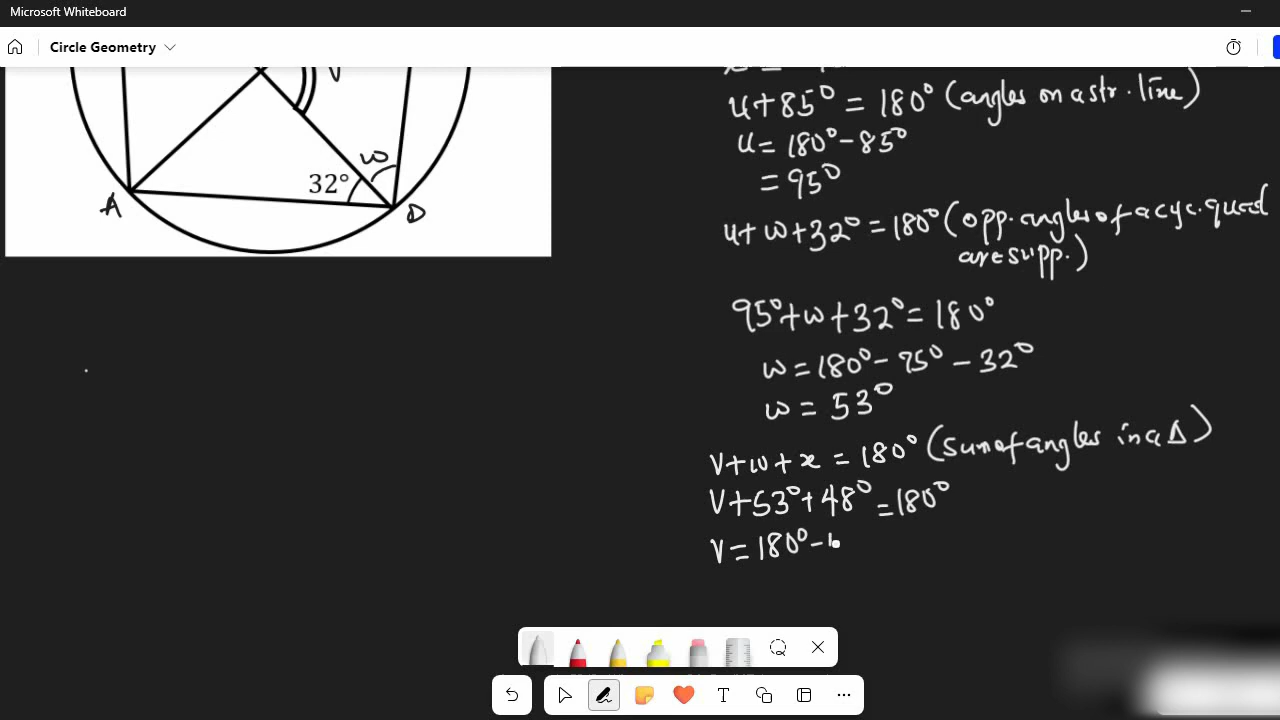 Microsoft Whiteboard
Circle Geometry
V
w
32°
A
D
u+85° = 180° (angles on a str. line)
u = 180° - 85°
= 95°
u+w+32° = 180° (opp. angles of a cyc. quad
are supp.)
95°+w+32° = 180°
w = 180° - 95° - 32°
w = 53°
V+w+x = 180° (sum of angles in a Δ)
V+53°+48° = 180°
V = 180° -
T